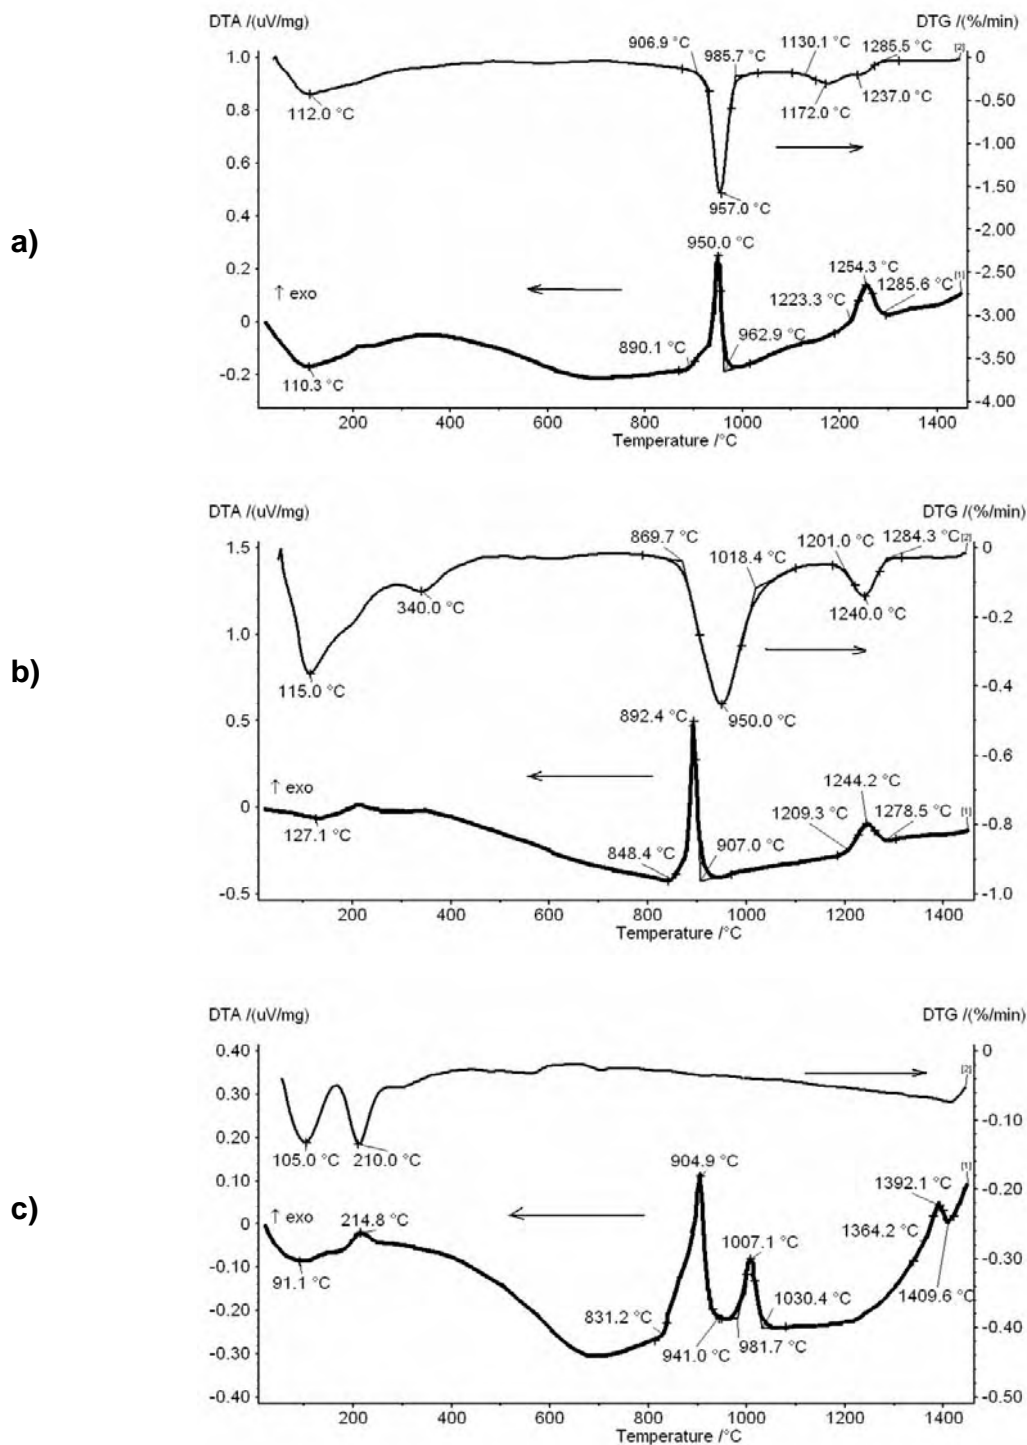 DTA /(uV/mg) DTG /(%/min)
906.9 °C 985.7 °C 1130.1 °C 1285.5 °C [2]
1.0 0
112.0 °C 1172.0 °C 1237.0 °C
0.8 -0.50
-1.00
0.6 -1.50
957.0 °C
0.4 -2.00
a)
950.0 °C
0.2 1254.3 °C -2.50
↑ exo 1223.3 °C 1285.6 °C [1]
0 -3.00
890.1 °C 962.9 °C
-0.2 110.3 °C -3.50
-4.00
200 400 600 800 1000 1200 1400
Temperature /°C
DTA /(uV/mg) DTG /(%/min)
869.7 °C 1018.4 °C 1201.0 °C 1284.3 °C [2]
1.5 0
340.0 °C 1240.0 °C
1.0 -0.2
b)
115.0 °C -0.4
892.4 °C 950.0 °C
0.5
-0.6
↑ exo 1244.2 °C
0 1209.3 °C 1278.5 °C [1]
127.1 °C -0.8
848.4 °C 907.0 °C
-0.5 -1.0
200 400 600 800 1000 1200 1400
Temperature /°C
DTA /(uV/mg) DTG /(%/min)
0.40 0
[2]
0.30 -0.10
0.20
105.0 °C 210.0 °C 904.9 °C [1]
0.10 1392.1 °C -0.20
c)
↑ exo 214.8 °C 1364.2 °C
0
1007.1 °C
-0.10 91.1 °C -0.30
1409.6 °C
-0.20 831.2 °C 1030.4 °C
941.0 °C 981.7 °C -0.40
-0.30
-0.40 -0.50
200 400 600 800 1000 1200 1400
Temperature /°C